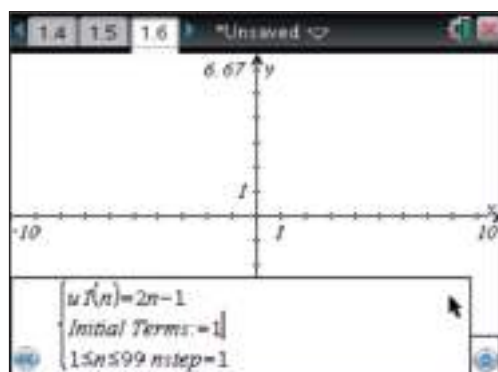 1.4 1.5 1.6 *Unsaved
6.67 y
1
x
-10 1 10
u1(n)=2n-1
Initial Terms:=1
1≤n≤99 nstep=1